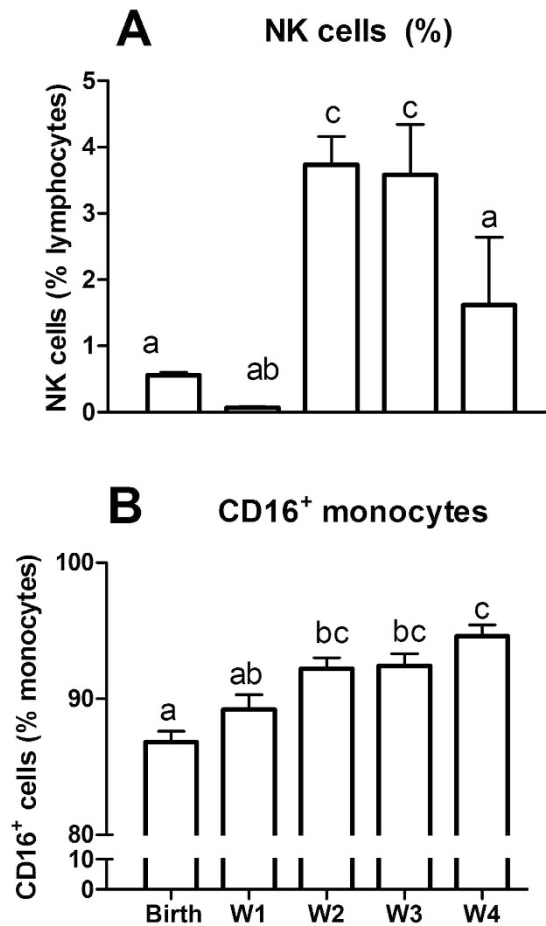 A NK cells (%)
NK cells (% lymphocytes)
5
4
3
2
1
0
a
ab
c
c
a
B CD16⁺ monocytes
CD16⁺ cells (% monocytes)
100
90
80
10
0
a
ab
bc
bc
c
Birth W1 W2 W3 W4